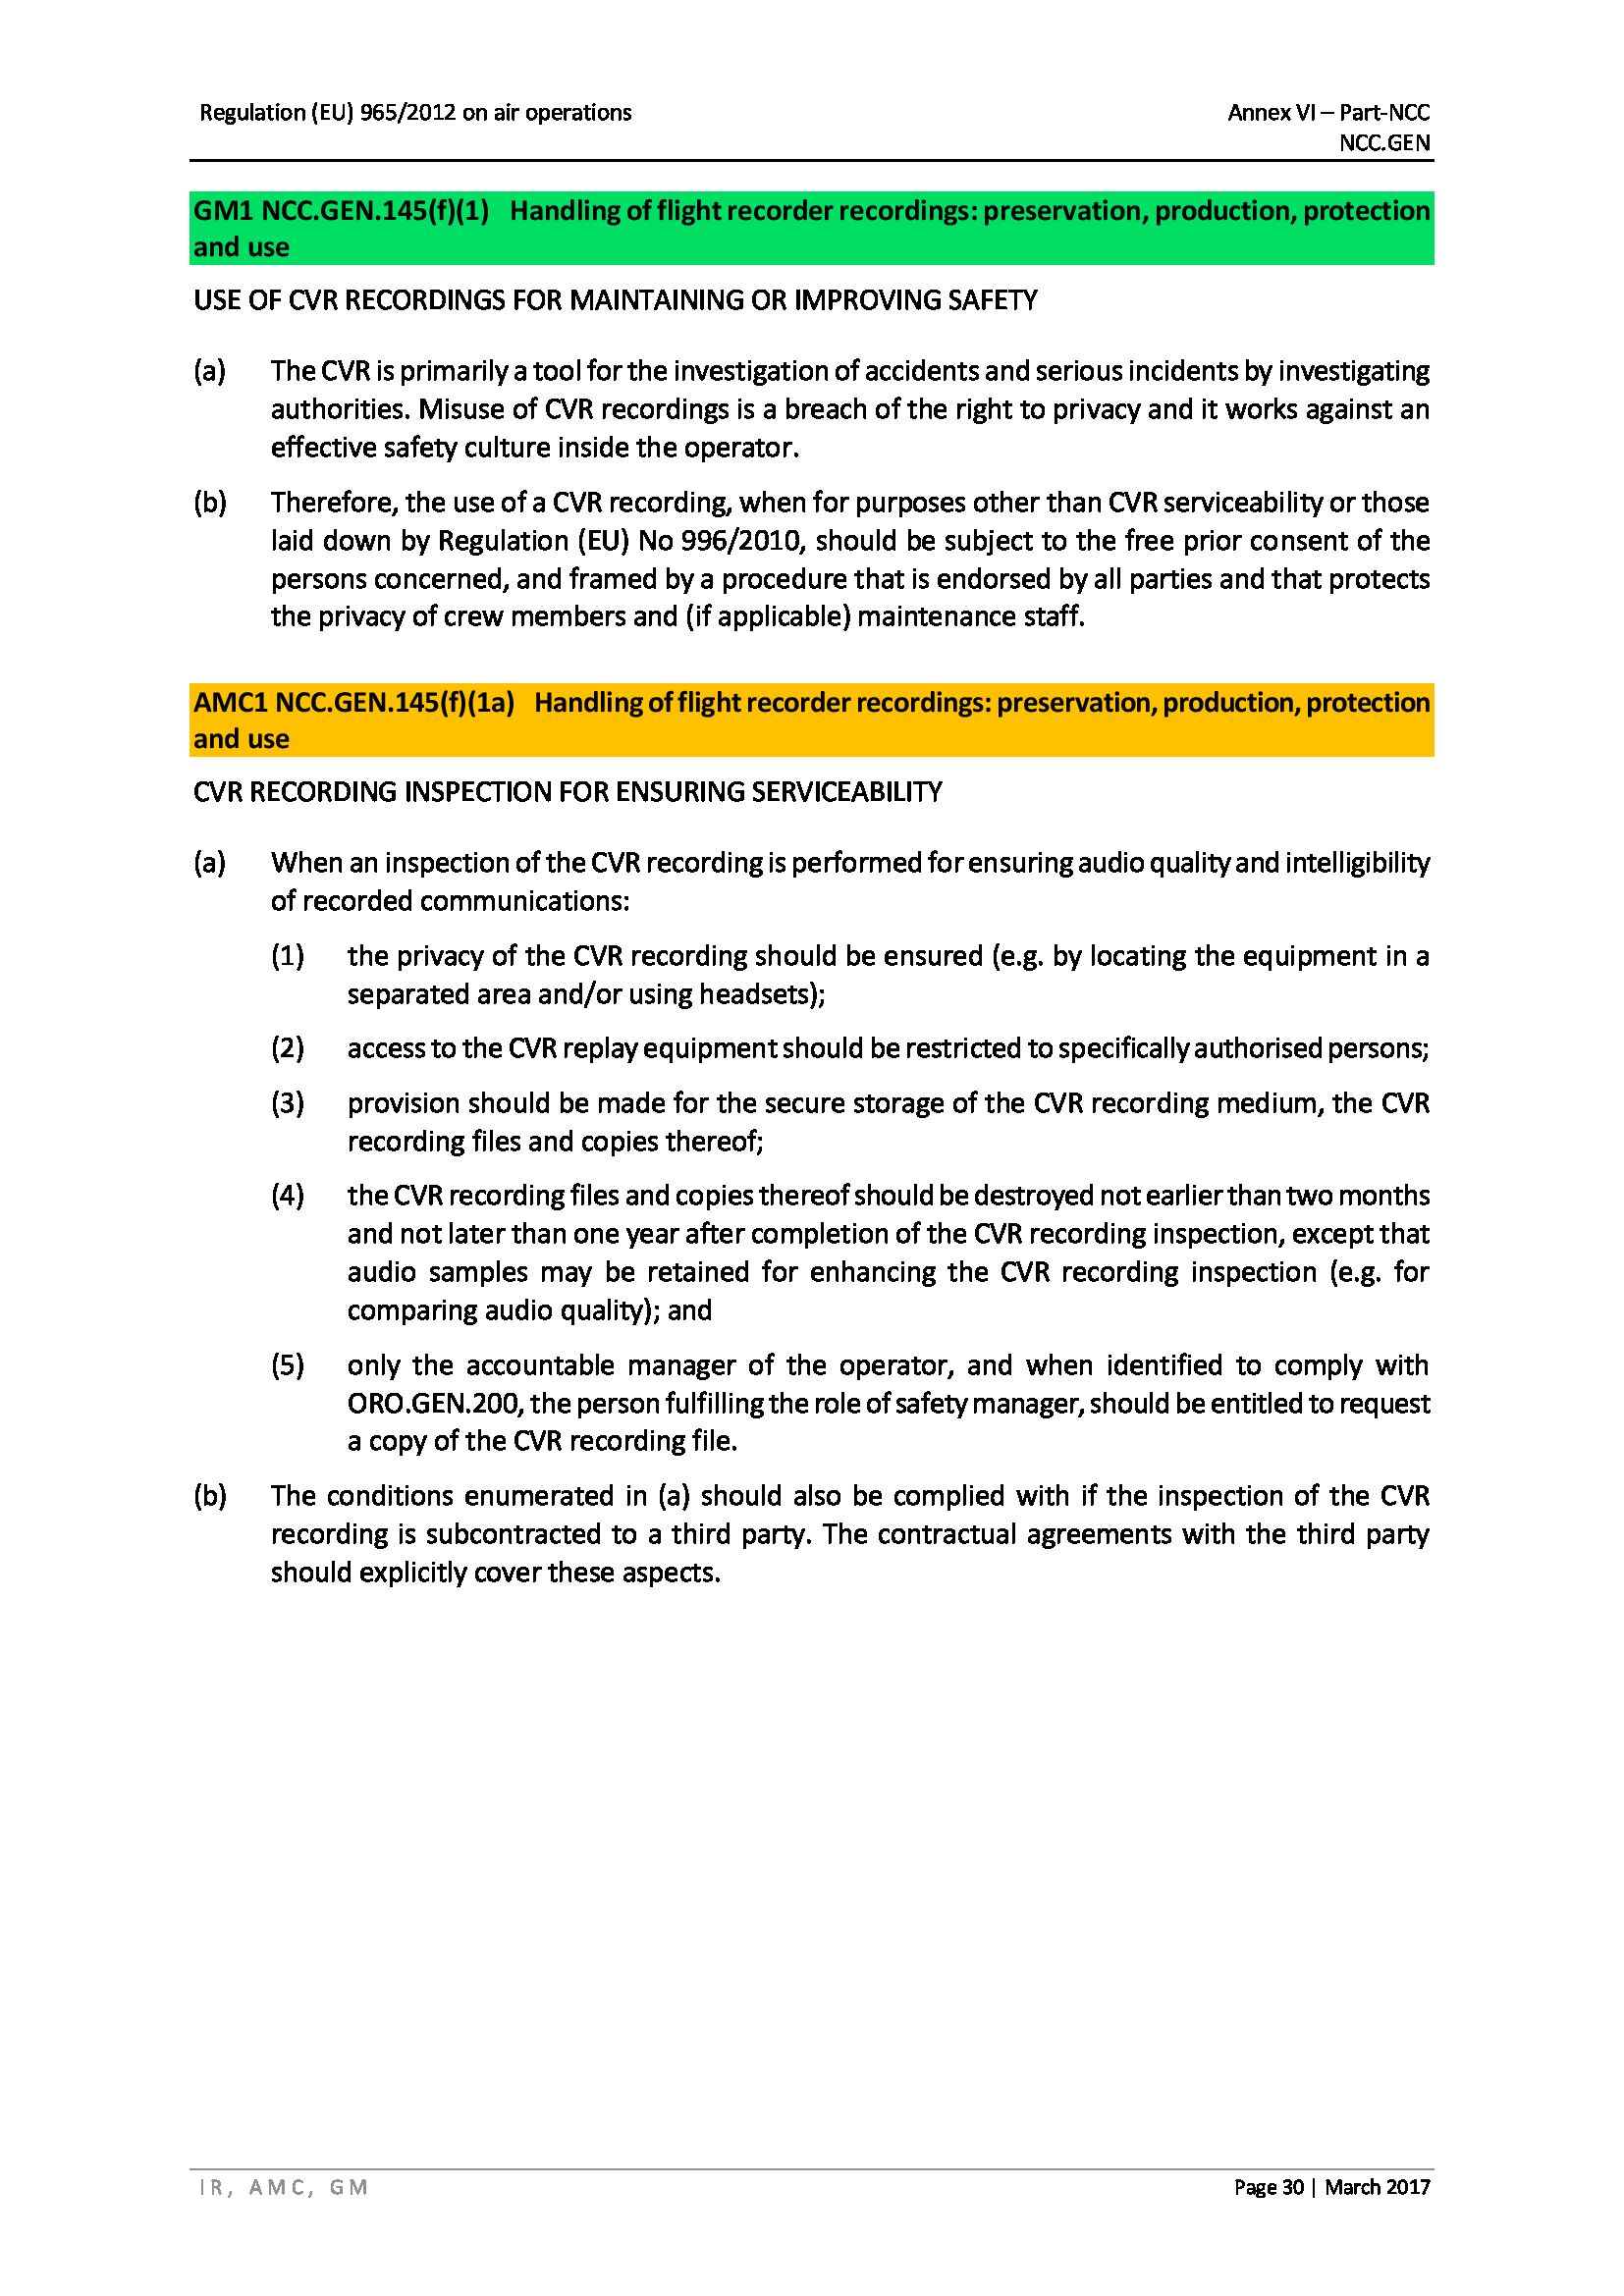 Regulation (EU) 965/2012 on air operations
Annex VI – Part-NCC
NCC.GEN
GM1 NCC.GEN.145(f)(1) Handling of flight recorder recordings: preservation, production, protection
and use
USE OF CVR RECORDINGS FOR MAINTAINING OR IMPROVING SAFETY
(a) The CVR is primarily a tool for the investigation of accidents and serious incidents by investigating
authorities. Misuse of CVR recordings is a breach of the right to privacy and it works against an
effective safety culture inside the operator.
(b) Therefore, the use of a CVR recording, when for purposes other than CVR serviceability or those
laid down by Regulation (EU) No 996/2010, should be subject to the free prior consent of the
persons concerned, and framed by a procedure that is endorsed by all parties and that protects
the privacy of crew members and (if applicable) maintenance staff.
AMC1 NCC.GEN.145(f)(1a) Handling of flight recorder recordings: preservation, production, protection
and use
CVR RECORDING INSPECTION FOR ENSURING SERVICEABILITY
(a) When an inspection of the CVR recording is performed for ensuring audio quality and intelligibility
of recorded communications:
(1) the privacy of the CVR recording should be ensured (e.g. by locating the equipment in a
separated area and/or using headsets);
(2) access to the CVR replay equipment should be restricted to specifically authorised persons;
(3) provision should be made for the secure storage of the CVR recording medium, the CVR
recording files and copies thereof;
(4) the CVR recording files and copies thereof should be destroyed not earlier than two months
and not later than one year after completion of the CVR recording inspection, except that
audio samples may be retained for enhancing the CVR recording inspection (e.g. for
comparing audio quality); and
(5) only the accountable manager of the operator, and when identified to comply with
ORO.GEN.200, the person fulfilling the role of safety manager, should be entitled to request
a copy of the CVR recording file.
(b) The conditions enumerated in (a) should also be complied with if the inspection of the CVR
recording is subcontracted to a third party. The contractual agreements with the third party
should explicitly cover these aspects.
IR, AMC, GM
Page 30 | March 2017